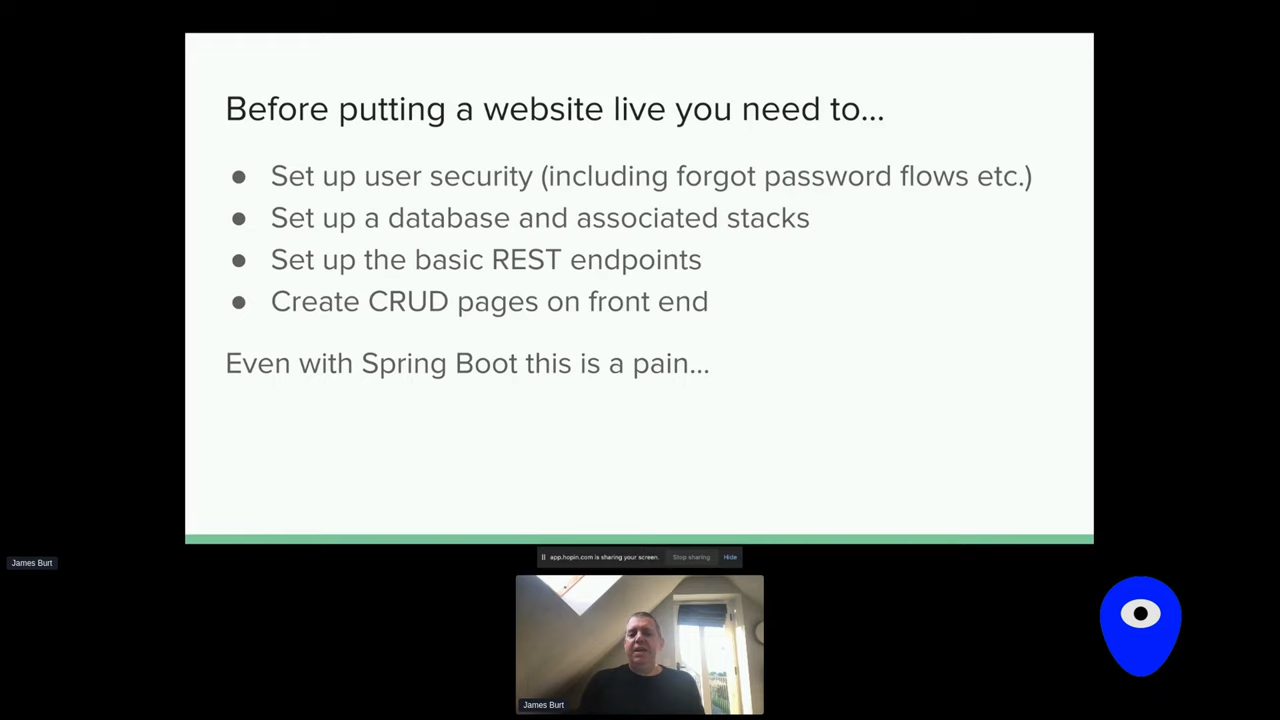 Before putting a website live you need to...
● Set up user security (including forgot password flows etc.)
● Set up a database and associated stacks
● Set up the basic REST endpoints
● Create CRUD pages on front end
Even with Spring Boot this is a pain...
app.hopin.com is sharing your screen. Stop sharing Hide
James Burt
James Burt